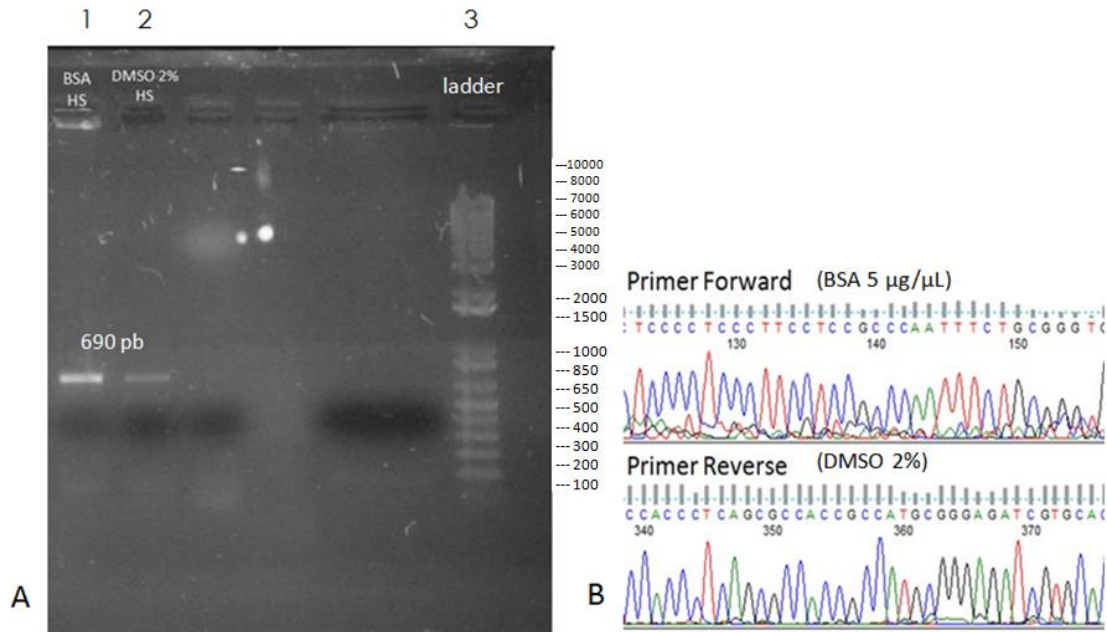 1 2 3
BSA
HS
DMSO 2%
HS
ladder
---10000
--- 8000
--- 7000
--- 6000
--- 5000
--- 4000
---3000
--- 2000
--- 1500
--- 1000
--- 850
--- 650
--- 500
--- 400
--- 300
--- 200
--- 100
690 pb
A
Primer Forward (BSA 5 µg/µL)
CTCCCCTCCCTTCCTCCGCCCAATTTCTGCGGGTG
130 140 150
Primer Reverse (DMSO 2%)
CCACCCTCAGCGCCACCGCCATGCGGGAGATCGTGCAC
340 350 360 370
B